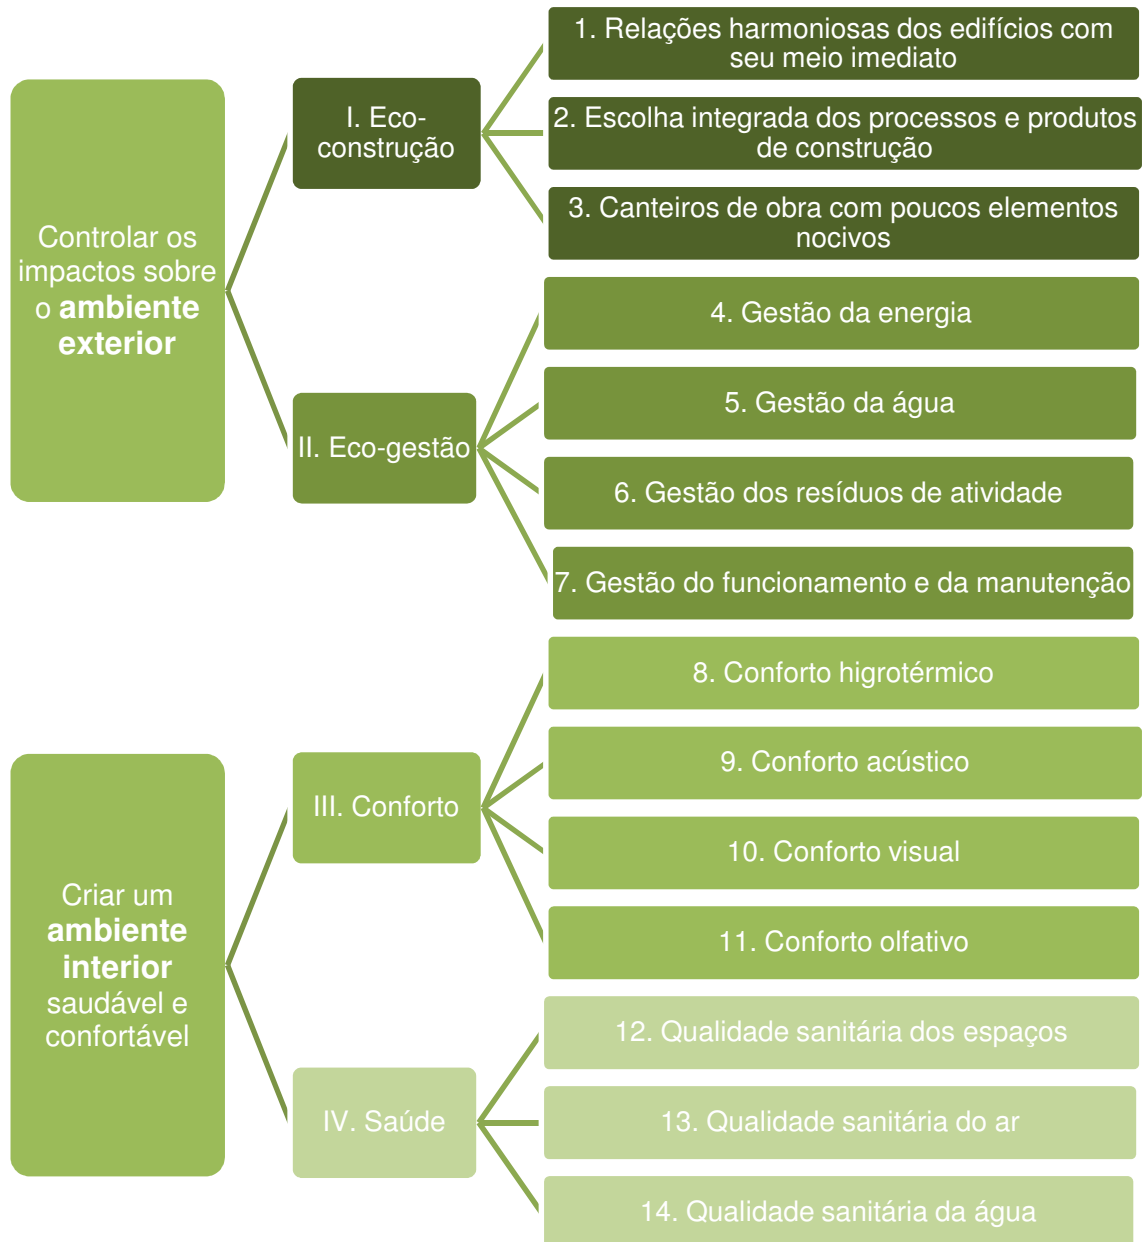 Controlar os
impactos sobre
o ambiente
exterior
I. Eco-
construção
1. Relações harmoniosas dos edifícios com
seu meio imediato
2. Escolha integrada dos processos e produtos
de construção
3. Canteiros de obra com poucos elementos
nocivos
II. Eco-gestão
4. Gestão da energia
5. Gestão da água
6. Gestão dos resíduos de atividade
7. Gestão do funcionamento e da manutenção
Criar um
ambiente
interior
saudável e
confortável
III. Conforto
8. Conforto higrotérmico
9. Conforto acústico
10. Conforto visual
11. Conforto olfativo
IV. Saúde
12. Qualidade sanitária dos espaços
13. Qualidade sanitária do ar
14. Qualidade sanitária da água